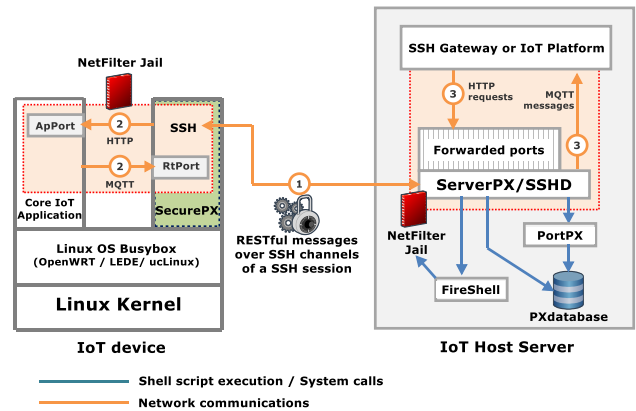 NetFilter Jail
ApPort
2
HTTP
SSH
2
MQTT
RtPort
Core IoT
Application
SecurePX
Linux OS Busybox
(OpenWRT / LEDE/ ucLinux)
Linux Kernel
IoT device
1
RESTful messages
over SSH channels
of a SSH session
SSH Gateway or IoT Platform
3
HTTP
requests
MQTT
messages
3
Forwarded ports
ServerPX/SSHD
NetFilter
Jail
PortPX
FireShell
PXdatabase
IoT Host Server
Shell script execution / System calls
Network communications